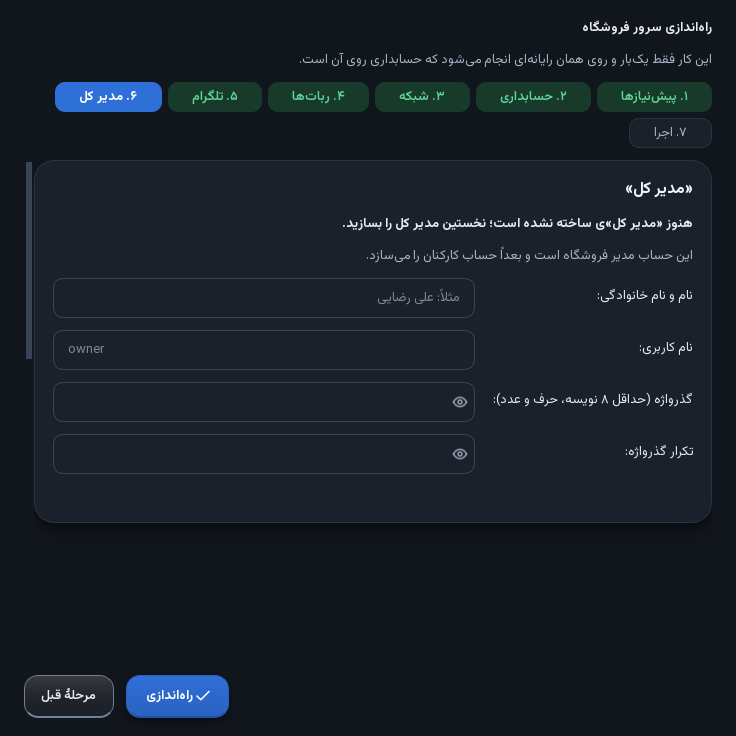 راه‌اندازی سرور فروشگاه
این کار فقط یک‌بار و روی همان رایانه‌ای انجام می‌شود که حسابداری روی آن است.
۱. پیش‌نیازها
۲. حسابداری
۳. شبکه
۴. ربات‌ها
۵. تلگرام
۶. مدیر کل
۷. اجرا
«مدیر کل»
هنوز «مدیر کل»ی ساخته نشده است؛ نخستین مدیر کل را بسازید.
این حساب مدیر فروشگاه است و بعداً حساب کارکنان را می‌سازد.
نام و نام خانوادگی:
مثلاً: علی رضایی
نام کاربری:
owner
گذرواژه (حداقل ۸ نویسه، حرف و عدد):
تکرار گذرواژه:
راه‌اندازی
مرحلهٔ قبل